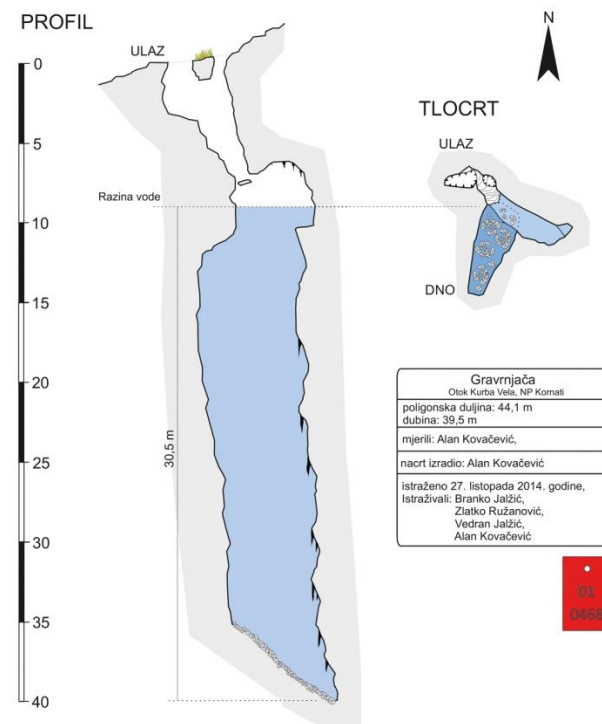 PROFIL
ULAZ
0
5
Razina vode
10
15
20
25
30
35
40
30,5 m
N
TLOCRT
ULAZ
DNO
Gravrnjača
Otok Kurba Vela, NP Kornati
poligonska duljina: 44,1 m
dubina: 39,5 m
mjerili: Alan Kovačević,
nacrt izradio: Alan Kovačević
istraženo 27. listopada 2014. godine,
Istraživali: Branko Jalžić,
Zlatko Ružanović,
Vedran Jalžić,
Alan Kovačević
01
0468